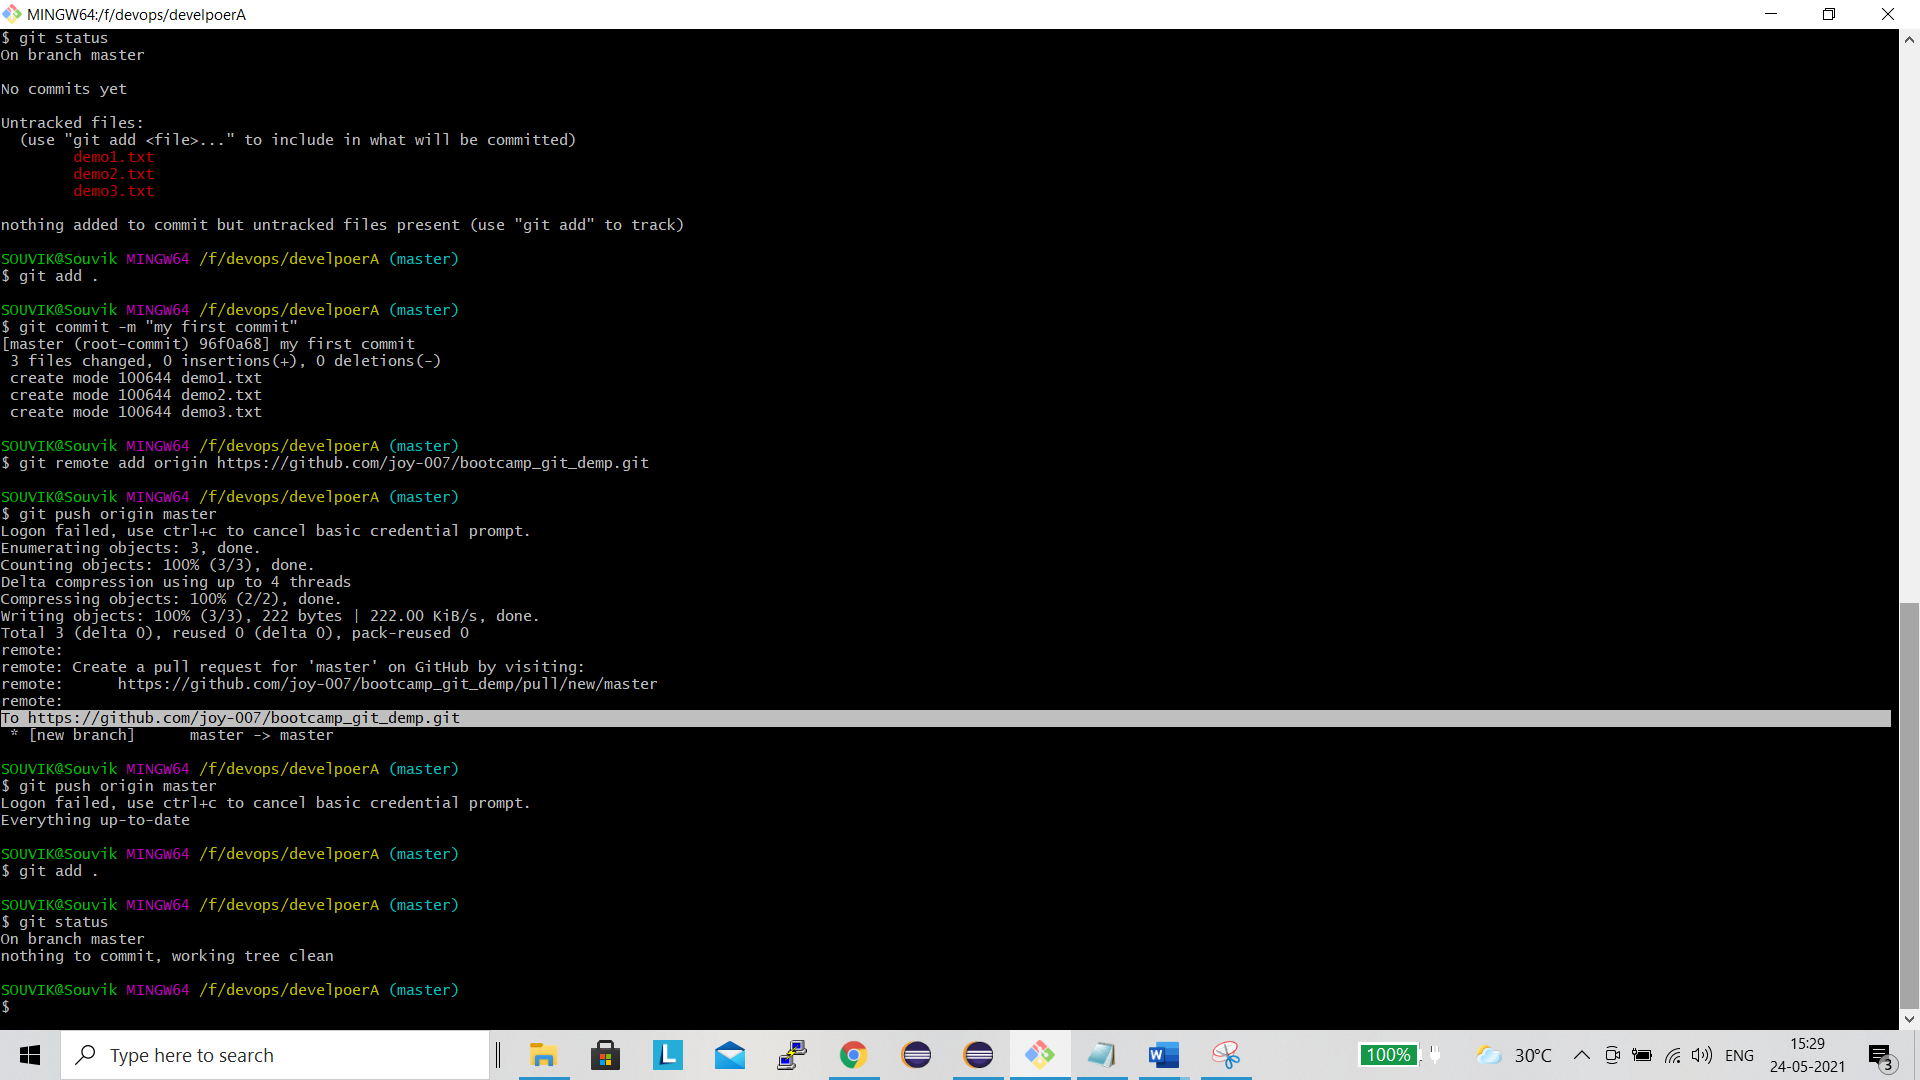 MINGW64:/f/devops/develpoerA
$ git status
On branch master
No commits yet
Untracked files:
  (use "git add <file>..." to include in what will be committed)
        demo1.txt
        demo2.txt
        demo3.txt
nothing added to commit but untracked files present (use "git add" to track)
SOUVIK@Souvik MINGW64 /f/devops/develpoerA (master)
$ git add .
SOUVIK@Souvik MINGW64 /f/devops/develpoerA (master)
$ git commit -m "my first commit"
[master (root-commit) 96f0a68] my first commit
 3 files changed, 0 insertions(+), 0 deletions(-)
 create mode 100644 demo1.txt
 create mode 100644 demo2.txt
 create mode 100644 demo3.txt
SOUVIK@Souvik MINGW64 /f/devops/develpoerA (master)
$ git remote add origin https://github.com/joy-007/bootcamp_git_demp.git
SOUVIK@Souvik MINGW64 /f/devops/develpoerA (master)
$ git push origin master
Logon failed, use ctrl+c to cancel basic credential prompt.
Enumerating objects: 3, done.
Counting objects: 100% (3/3), done.
Delta compression using up to 4 threads
Compressing objects: 100% (2/2), done.
Writing objects: 100% (3/3), 222 bytes | 222.00 KiB/s, done.
Total 3 (delta 0), reused 0 (delta 0), pack-reused 0
remote:
remote: Create a pull request for 'master' on GitHub by visiting:
remote:      https://github.com/joy-007/bootcamp_git_demp/pull/new/master
remote:
To https://github.com/joy-007/bootcamp_git_demp.git
 * [new branch]      master -> master
SOUVIK@Souvik MINGW64 /f/devops/develpoerA (master)
$ git push origin master
Logon failed, use ctrl+c to cancel basic credential prompt.
Everything up-to-date
SOUVIK@Souvik MINGW64 /f/devops/develpoerA (master)
$ git add .
SOUVIK@Souvik MINGW64 /f/devops/develpoerA (master)
$ git status
On branch master
nothing to commit, working tree clean
SOUVIK@Souvik MINGW64 /f/devops/develpoerA (master)
$
Type here to search
L
W
100%
30°C
ENG
15:29
24-05-2021
3